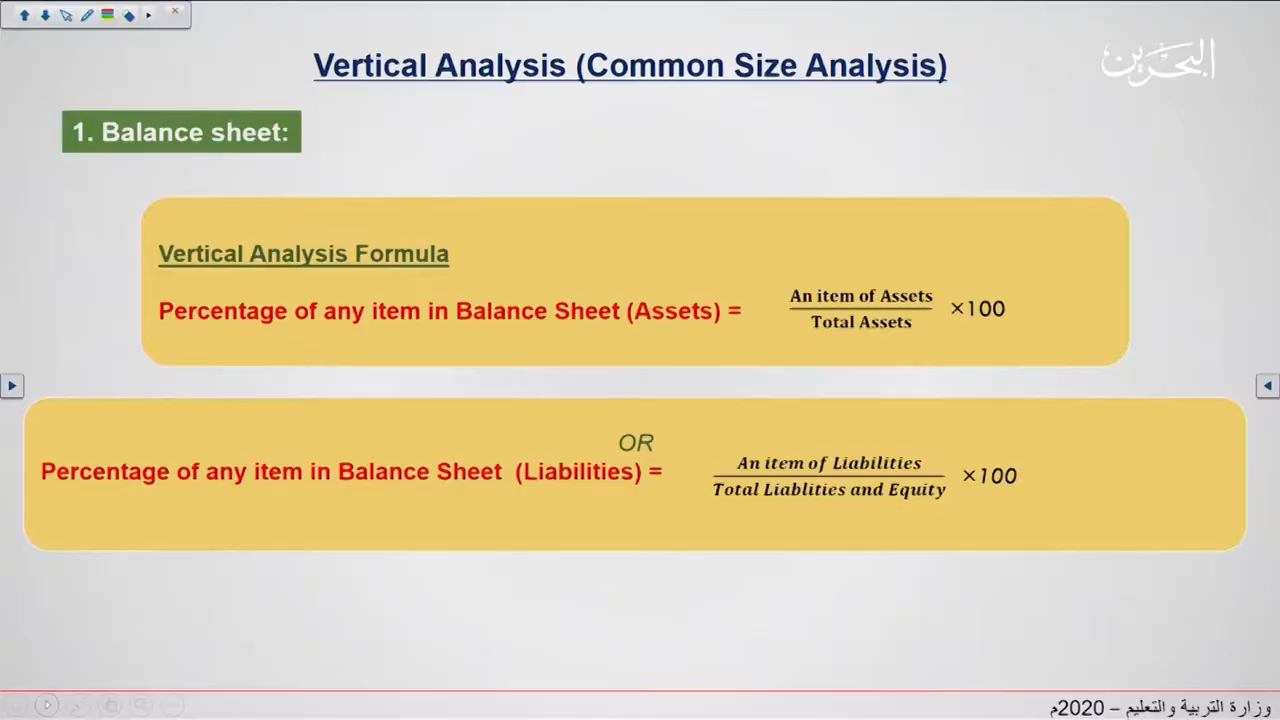 Vertical Analysis (Common Size Analysis)
البحرين
1. Balance sheet:
Vertical Analysis Formula
Percentage of any item in Balance Sheet (Assets) = An item of Assets / Total Assets ×100
OR
Percentage of any item in Balance Sheet (Liabilities) = An item of Liabilities / Total Liablities and Equity ×100
وزارة التربية والتعليم – 2020م